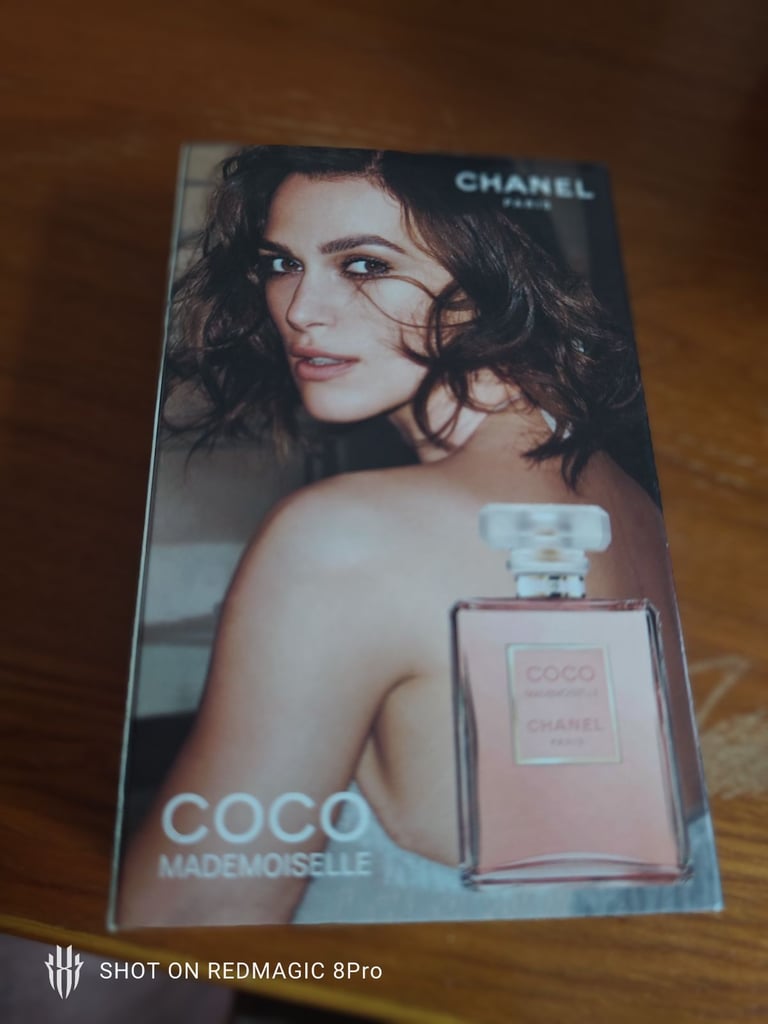 CHANEL
PARIS
COCO
MADEMOISELLE
CHANEL
PARIS
COCO
MADEMOISELLE
SHOT ON REDMAGIC 8Pro